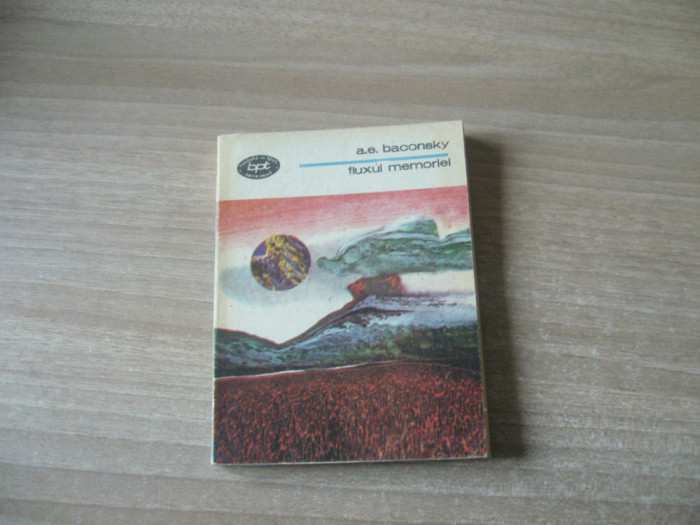 bpt
a.e. baconsky
fluxul memoriei